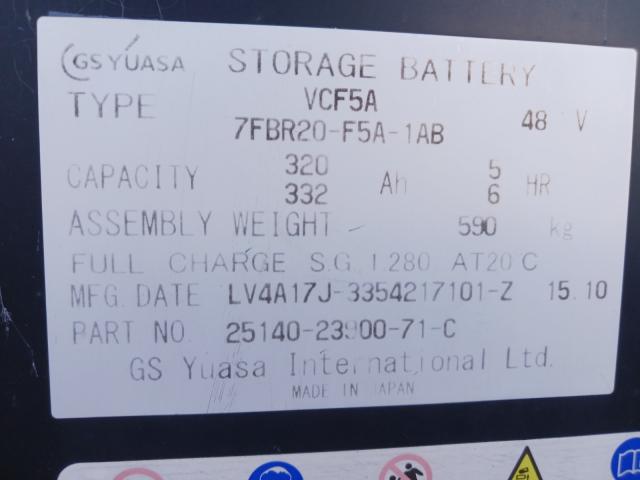 GS YUASA STORAGE BATTERY
TYPE VCF5A
7FBR20-F5A-1AB 48 V
CAPACITY 320 Ah 5 HR
332 6
ASSEMBLY WEIGHT 590 kg
FULL CHARGE S.G. 1.280 AT20°C
MFG. DATE LV4A17J-3354217101-Z 15.10
PART NO. 25140-23900-71-C
GS Yuasa International Ltd.
MADE IN JAPAN